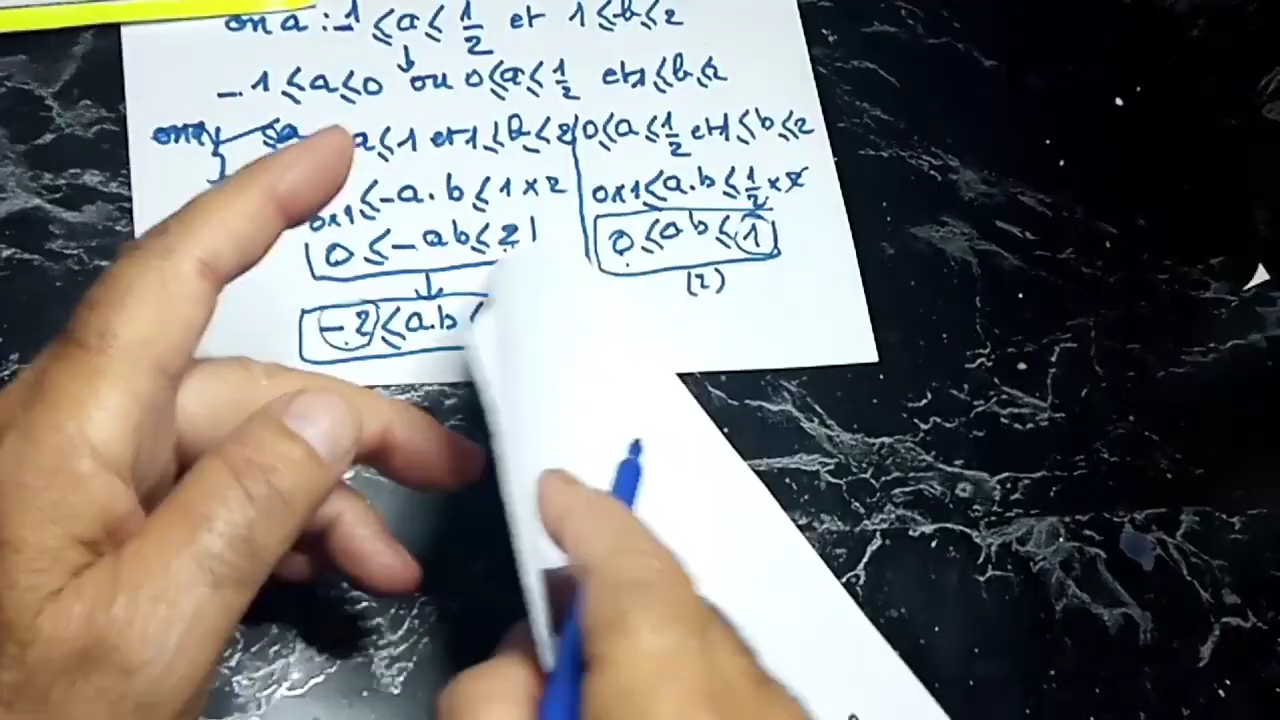 on a : -1 ≤ a ≤ 1/2 et 1 ≤ b ≤ 2
-1 ≤ a ≤ 0 ou 0 ≤ a ≤ 1/2 et 1 ≤ b ≤ 2
a ≤ 1 et 1 ≤ b ≤ 2
0×1 ≤ -a.b ≤ 1×2
0 ≤ -ab ≤ 2
-2 ≤ a.b ≤
0 ≤ a ≤ 1/2 et 1 ≤ b ≤ 2
0×1 ≤ a.b ≤ 1/2 × 2
0 ≤ ab ≤ 1
(2)